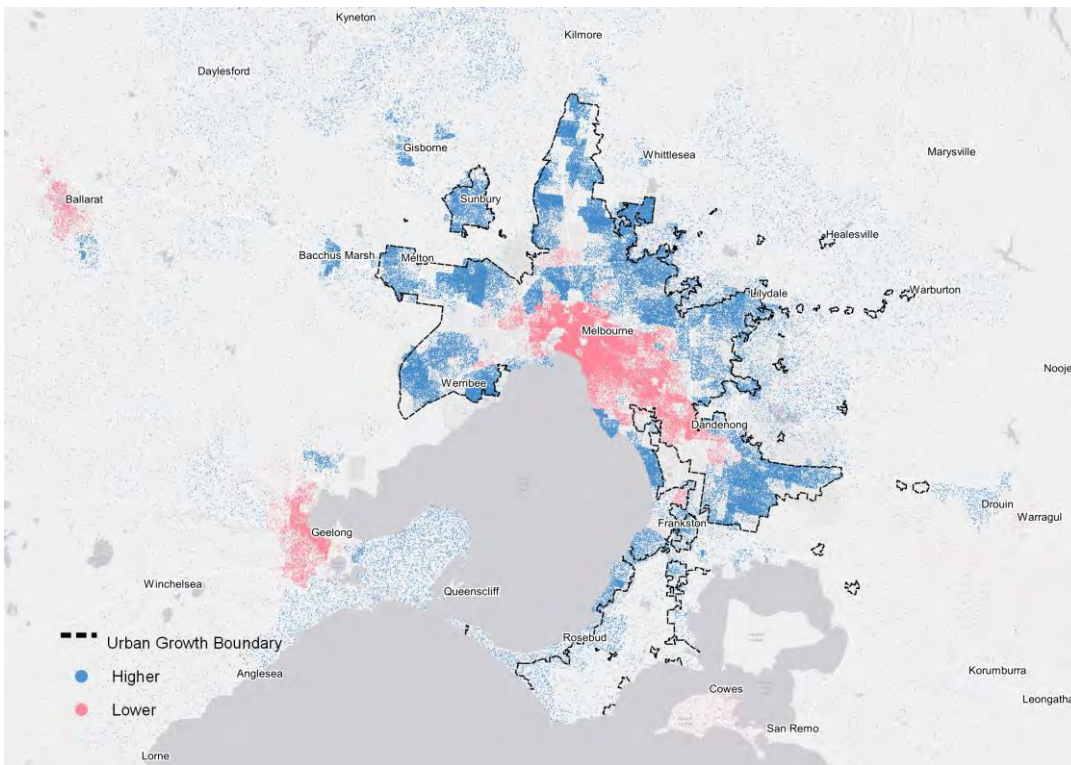 Kyneton
Kilmore
Daylesford
Gisborne
Whittlesea
Marysville
Ballarat
Sunbury
Healesville
Bacchus Marsh
Melton
Lilydale
Warburton
Melbourne
Noojee
Werribee
Dandenong
Drouin
Warragul
Frankston
Geelong
Winchelsea
Queenscliff
Urban Growth Boundary
Rosebud
Higher
Anglesea
Korumburra
Cowes
Leongatha
Lower
San Remo
Lorne